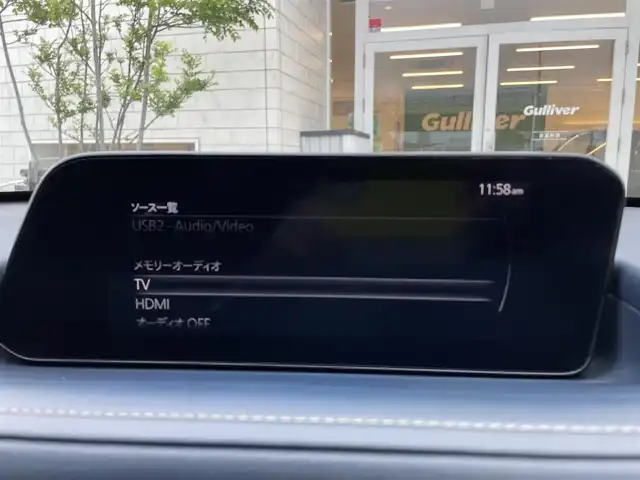 Gulliver
Gulliver
11:58am
ソース一覧
USB2 - Audio/Video
メモリーオーディオ
TV
HDMI
オーディオ OFF